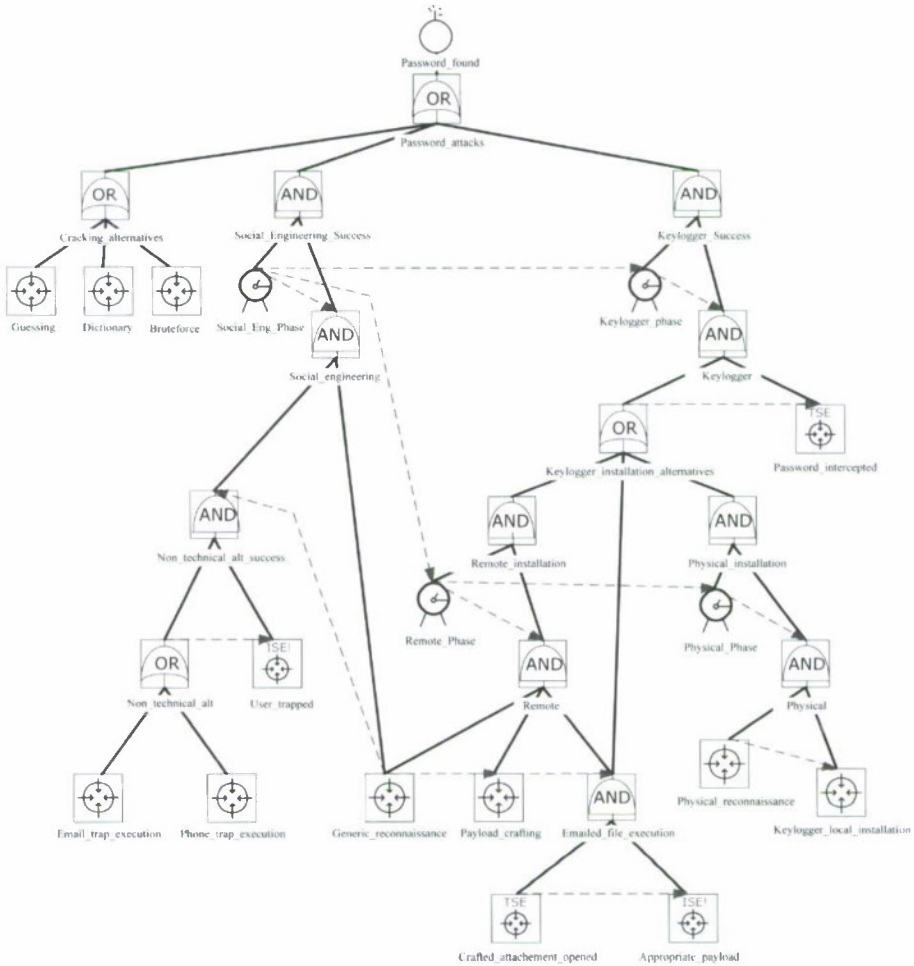 Password_found
OR
Password_attacks
OR
AND
AND
Cracking_alternatives
Social_Engineering_Success
Keylogger_Success
Guessing
Dictionary
Bruteforce
Social_Eng_Phase
AND
Keylogger_phase
AND
Social_engineering
Keylogger
OR
TSE
Keylogger_installation_alternatives
Password_intercepted
AND
AND
AND
Non_technical_alt_success
Remote_installation
Physical_installation
Remote_Phase
Physical_Phase
OR
ISE!
AND
AND
Non_technical_alt
User_trapped
Remote
Physical
AND
Physical_reconnaissance
Email_trap_execution
Phone_trap_execution
Generic_reconnaissance
Payload_crafting
Emailed_file_execution
Keylogger_local_installation
TSE
ISE!
Crafted_attachement_opened
Appropriate_payload